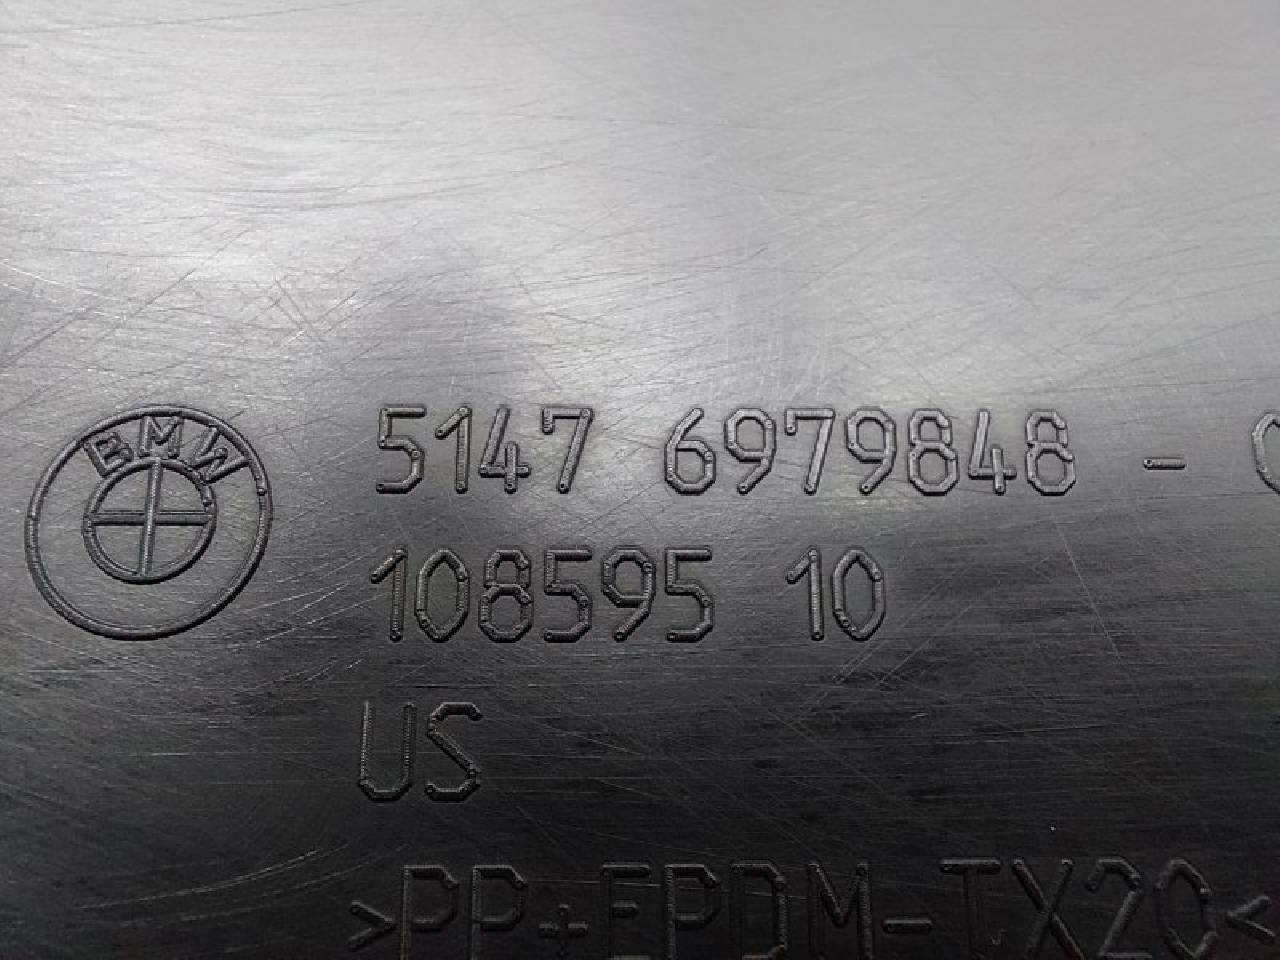 BMW
5147 6979848 -
108595 10
US
>PP+EPDM-TX20<